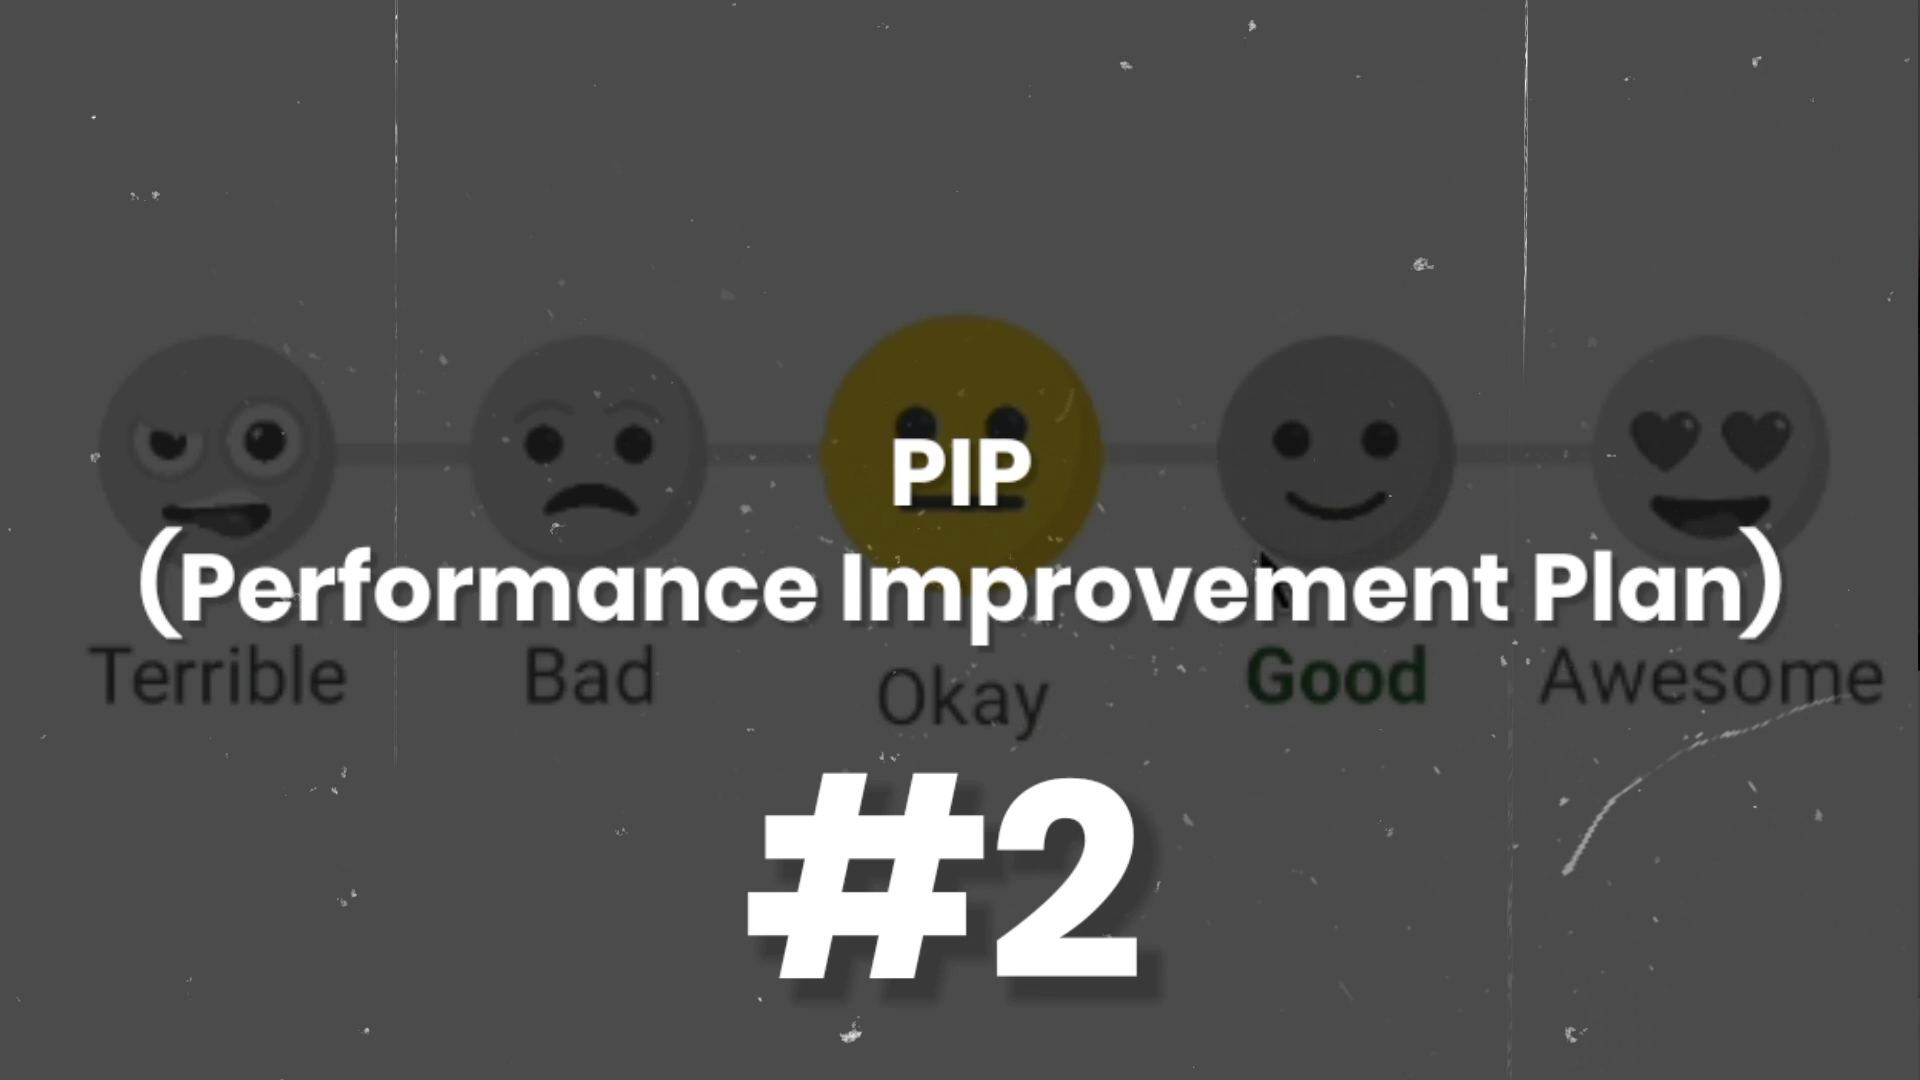 PIP
(Performance Improvement Plan)
Terrible Bad Okay Good Awesome
#2